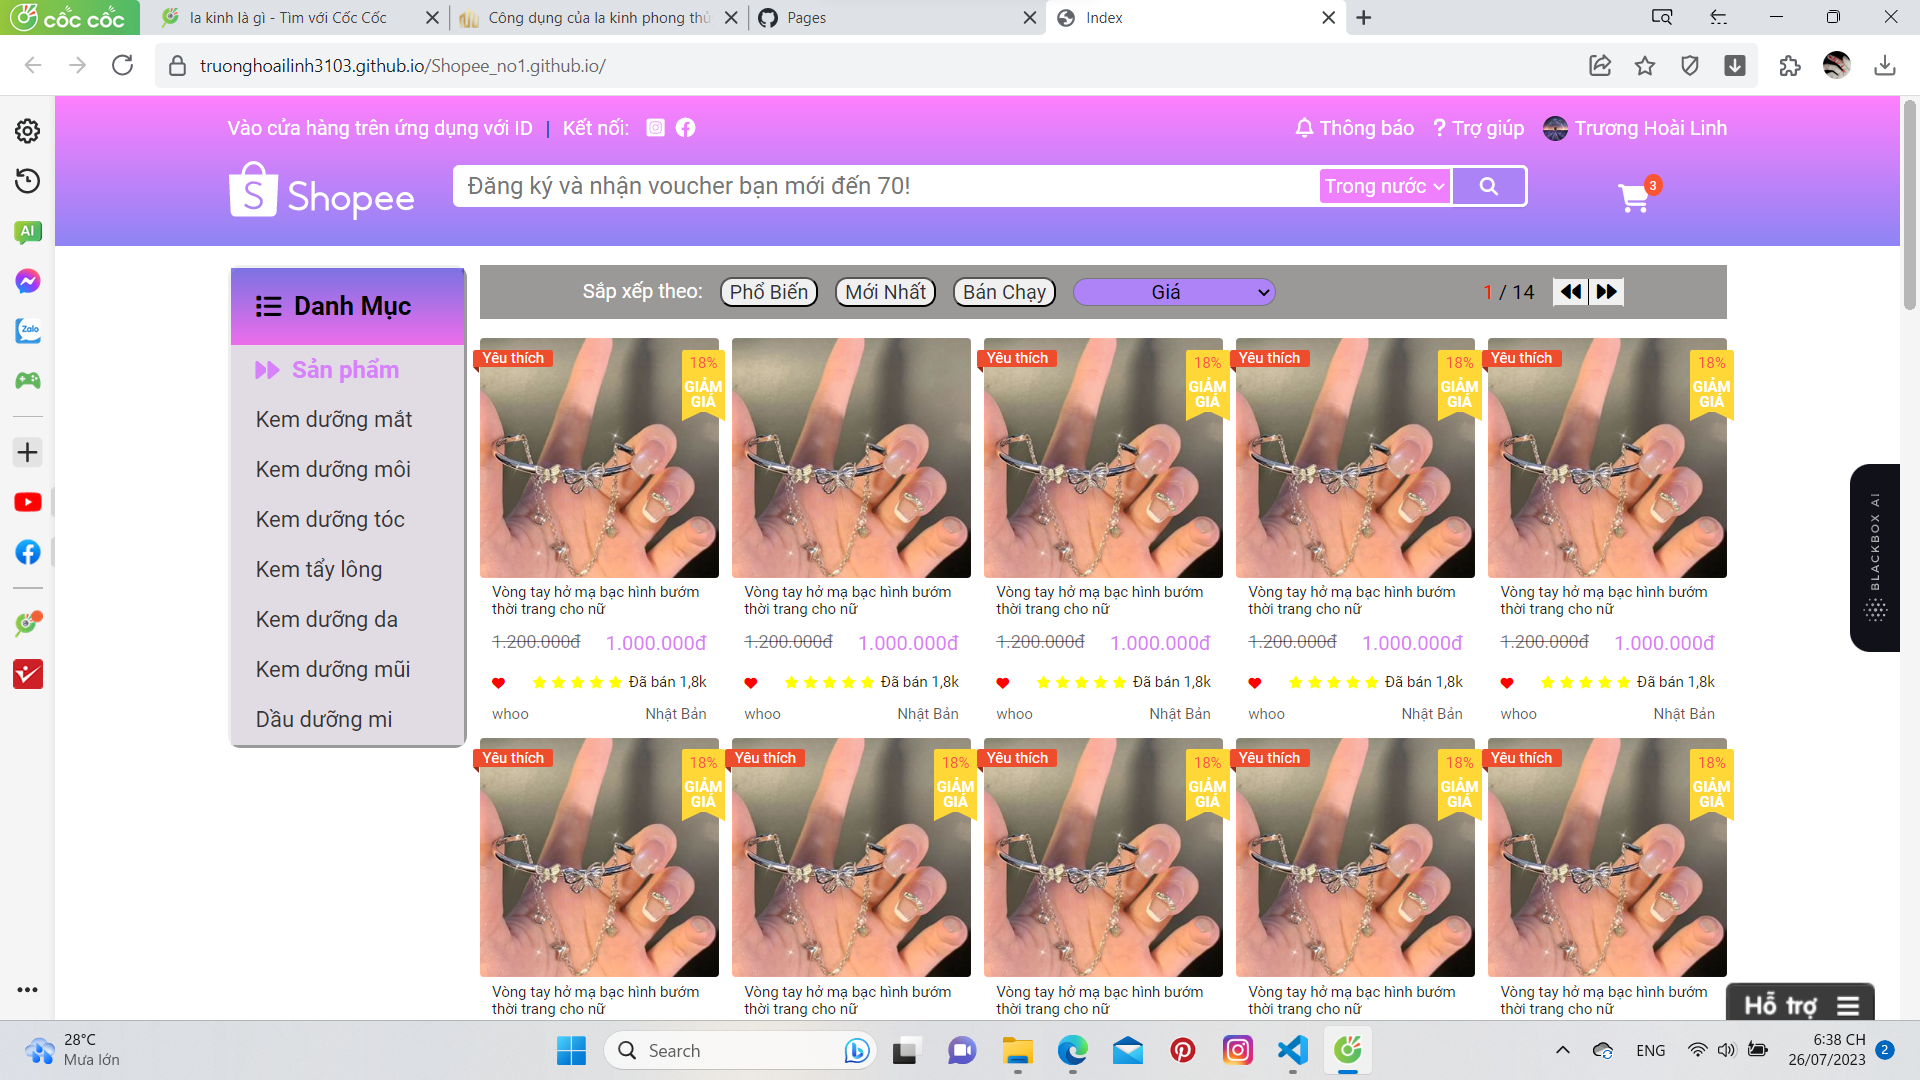 cốc cốc
la kinh là gì - Tìm với Cốc Cốc
Công dụng của la kinh phong thủ
Pages
Index
truonghoailinh3103.github.io/Shopee_no1.github.io/
Vào cửa hàng trên ứng dụng với ID | Kết nối:
Thông báo
? Trợ giúp
Trương Hoài Linh
S Shopee
Đăng ký và nhận voucher bạn mới đến 70!
Trong nước
3
AI
Zalo
Danh Mục
Sản phẩm
Kem dưỡng mắt
Kem dưỡng môi
Kem dưỡng tóc
Kem tẩy lông
Kem dưỡng da
Kem dưỡng mũi
Dầu dưỡng mi
Sắp xếp theo: Phổ Biến Mới Nhất Bán Chạy Giá 1 / 14
Yêu thích 18% Yêu thích 18% Yêu thích 18% Yêu thích 18%
GIẢM GIẢM GIẢM GIẢM
GIÁ GIÁ GIÁ GIÁ
Vòng tay hở mạ bạc hình bướm Vòng tay hở mạ bạc hình bướm Vòng tay hở mạ bạc hình bướm Vòng tay hở mạ bạc hình bướm Vòng tay hở mạ bạc hình bướm
thời trang cho nữ thời trang cho nữ thời trang cho nữ thời trang cho nữ thời trang cho nữ
1.200.000đ 1.000.000đ 1.200.000đ 1.000.000đ 1.200.000đ 1.000.000đ 1.200.000đ 1.000.000đ 1.200.000đ 1.000.000đ
Đã bán 1,8k Đã bán 1,8k Đã bán 1,8k Đã bán 1,8k Đã bán 1,8k
whoo Nhật Bản whoo Nhật Bản whoo Nhật Bản whoo Nhật Bản whoo Nhật Bản
Yêu thích 18% Yêu thích 18% Yêu thích 18% Yêu thích 18% Yêu thích 18%
GIẢM GIẢM GIẢM GIẢM GIẢM
GIÁ GIÁ GIÁ GIÁ GIÁ
Vòng tay hở mạ bạc hình bướm Vòng tay hở mạ bạc hình bướm Vòng tay hở mạ bạc hình bướm Vòng tay hở mạ bạc hình bướm Vòng tay hở mạ bạc hình bướm
thời trang cho nữ thời trang cho nữ thời trang cho nữ thời trang cho nữ thời trang cho nữ
BLACKBOX AI
Hỗ trợ
28°C
Mưa lớn
Search
ENG
6:38 CH
26/07/2023
2